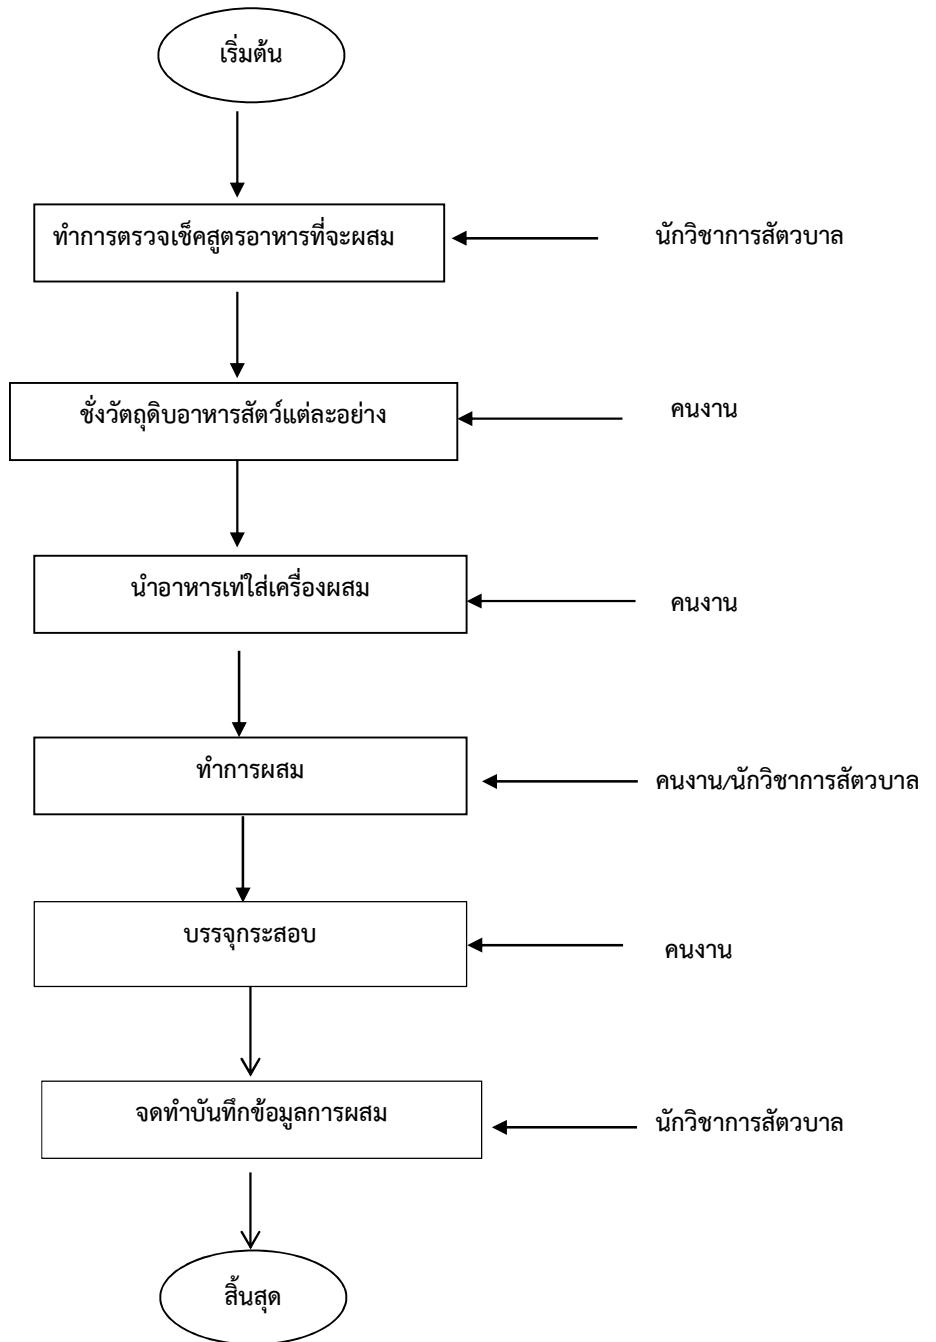 เริ่มต้น
ทำการตรวจเช็คสูตรอาหารที่จะผสม
นักวิชาการสัตวบาล
ชั่งวัตถุดิบอาหารสัตว์แต่ละอย่าง
คนงาน
นำอาหารเทใส่เครื่องผสม
คนงาน
ทำการผสม
คนงาน/นักวิชาการสัตวบาล
บรรจุกระสอบ
คนงาน
จดทำบันทึกข้อมูลการผสม
นักวิชาการสัตวบาล
สิ้นสุด